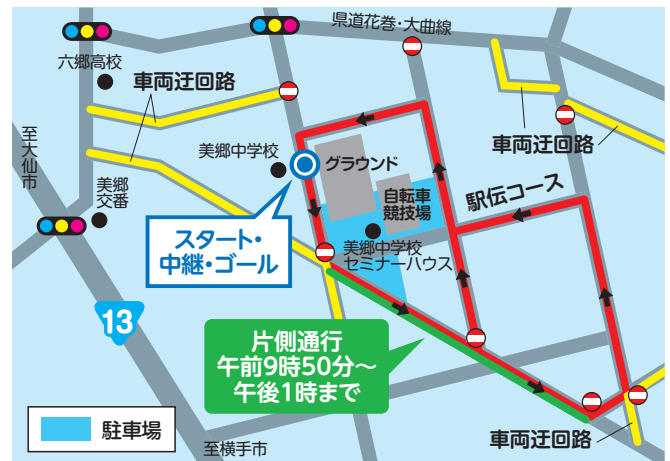 県道花巻・大曲線
六郷高校
車両迂回路
至大仙市
美郷中学校
グラウンド
車両迂回路
美郷
交番
自転車
競技場
駅伝コース
スタート・
中継・ゴール
美郷中学校
セミナーハウス
13
片側通行
午前9時50分～
午後1時まで
駐車場
至横手市
車両迂回路